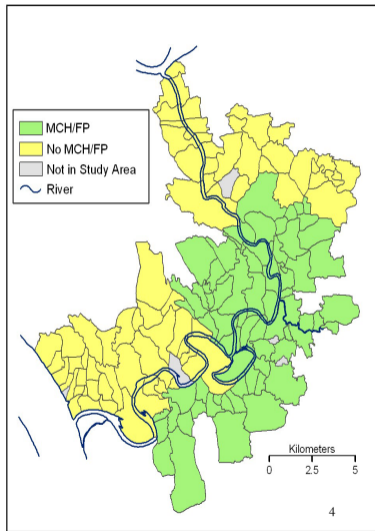 MCH/FP
No MCH/FP
Not in Study Area
River
Kilometers
0 2.5 5
4